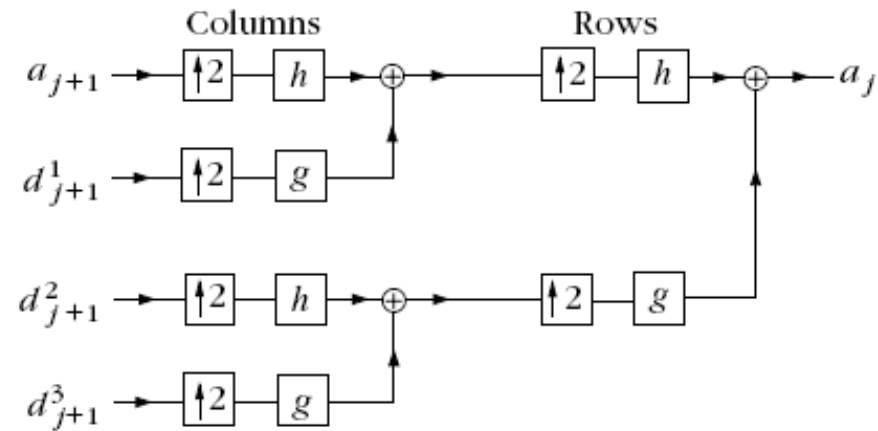 Columns Rows
a_{j+1} ↑2 h ⊕ ↑2 h ⊕ a_j
d^1_{j+1} ↑2 g
d^2_{j+1} ↑2 h ⊕ ↑2 g
d^3_{j+1} ↑2 g